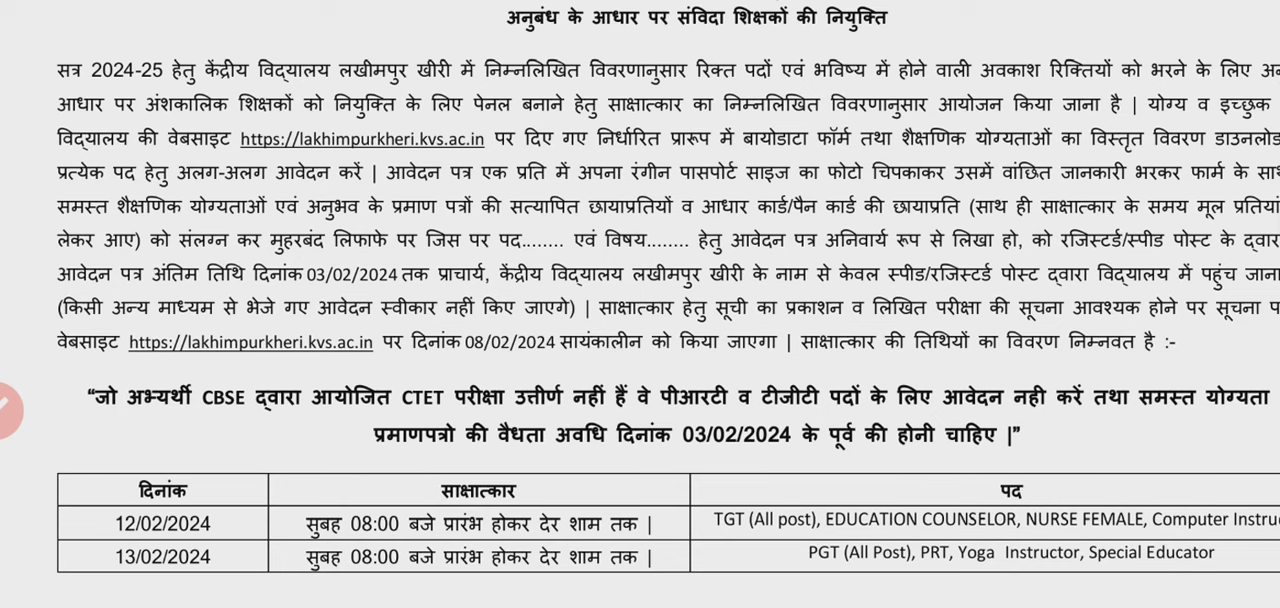 अनुबंध के आधार पर संविदा शिक्षकों की नियुक्ति
सत्र 2024-25 हेतु केंद्रीय विद्यालय लखीमपुर खीरी में निम्नलिखित विवरणानुसार रिक्त पदों एवं भविष्य में होने वाली अवकाश रिक्तियों को भरने के लिए
आधार पर अंशकालिक शिक्षकों को नियुक्ति के लिए पेनल बनाने हेतु साक्षात्कार का निम्नलिखित विवरणानुसार आयोजन किया जाना है | योग्य व इच्छुक
विद्यालय की वेबसाइट https://lakhimpurkheri.kvs.ac.in पर दिए गए निर्धारित प्रारूप में बायोडाटा फॉर्म तथा शैक्षणिक योग्यताओं का विस्तृत विवरण डाउनलोड
प्रत्येक पद हेतु अलग-अलग आवेदन करें | आवेदन पत्र एक प्रति में अपना रंगीन पासपोर्ट साइज का फोटो चिपकाकर उसमें वांछित जानकारी भरकर फार्म के
समस्त शैक्षणिक योग्यताओं एवं अनुभव के प्रमाण पत्रों की सत्यापित छायाप्रतियों व आधार कार्ड/पैन कार्ड की छायाप्रति (साथ ही साक्षात्कार के समय मूल प्रतियां
लेकर आए) को संलग्न कर मुहरबंद लिफाफे पर जिस पर पद........ एवं विषय........ हेतु आवेदन पत्र अनिवार्य रूप से लिखा हो, को रजिस्टर्ड/स्पीड पोस्ट के
आवेदन पत्र अंतिम तिथि दिनांक 03/02/2024 तक प्राचार्य, केंद्रीय विद्यालय लखीमपुर खीरी के नाम से केवल स्पीड/रजिस्टर्ड पोस्ट द्वारा विद्यालय में पहुंच जाना
(किसी अन्य माध्यम से भेजे गए आवेदन स्वीकार नहीं किए जाएगे) | साक्षात्कार हेतु सूची का प्रकाशन व लिखित परीक्षा की सूचना आवश्यक होने पर सूचना
वेबसाइट https://lakhimpurkheri.kvs.ac.in पर दिनांक 08/02/2024 सायंकालीन को किया जाएगा | साक्षात्कार की तिथियों का विवरण निम्नवत है :-
“जो अभ्यर्थी CBSE द्वारा आयोजित CTET परीक्षा उत्तीर्ण नहीं हैं वे पीआरटी व टीजीटी पदों के लिए आवेदन नही करें तथा समस्त योग्यता
प्रमाणपत्रो की वैधता अवधि दिनांक 03/02/2024 के पूर्व की होनी चाहिए |”
दिनांक साक्षात्कार पद
12/02/2024 सुबह 08:00 बजे प्रारंभ होकर देर शाम तक | TGT (All post), EDUCATION COUNSELOR, NURSE FEMALE, Computer
13/02/2024 सुबह 08:00 बजे प्रारंभ होकर देर शाम तक | PGT (All Post), PRT, Yoga Instructor, Special Educator